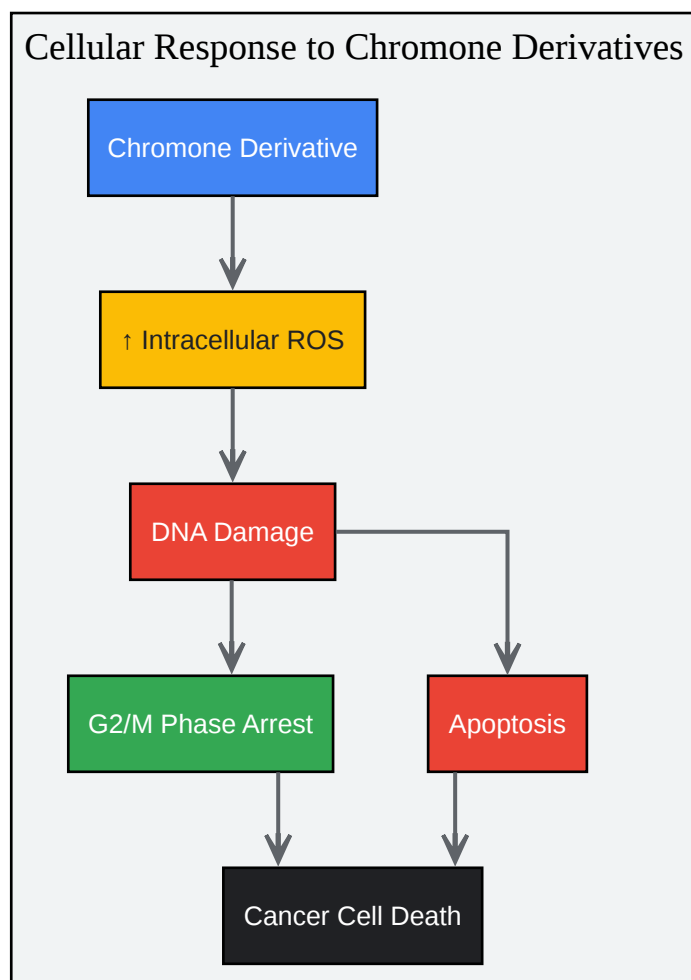 Cellular Response to Chromone Derivatives
Chromone Derivative
↑ Intracellular ROS
DNA Damage
G2/M Phase Arrest
Apoptosis
Cancer Cell Death